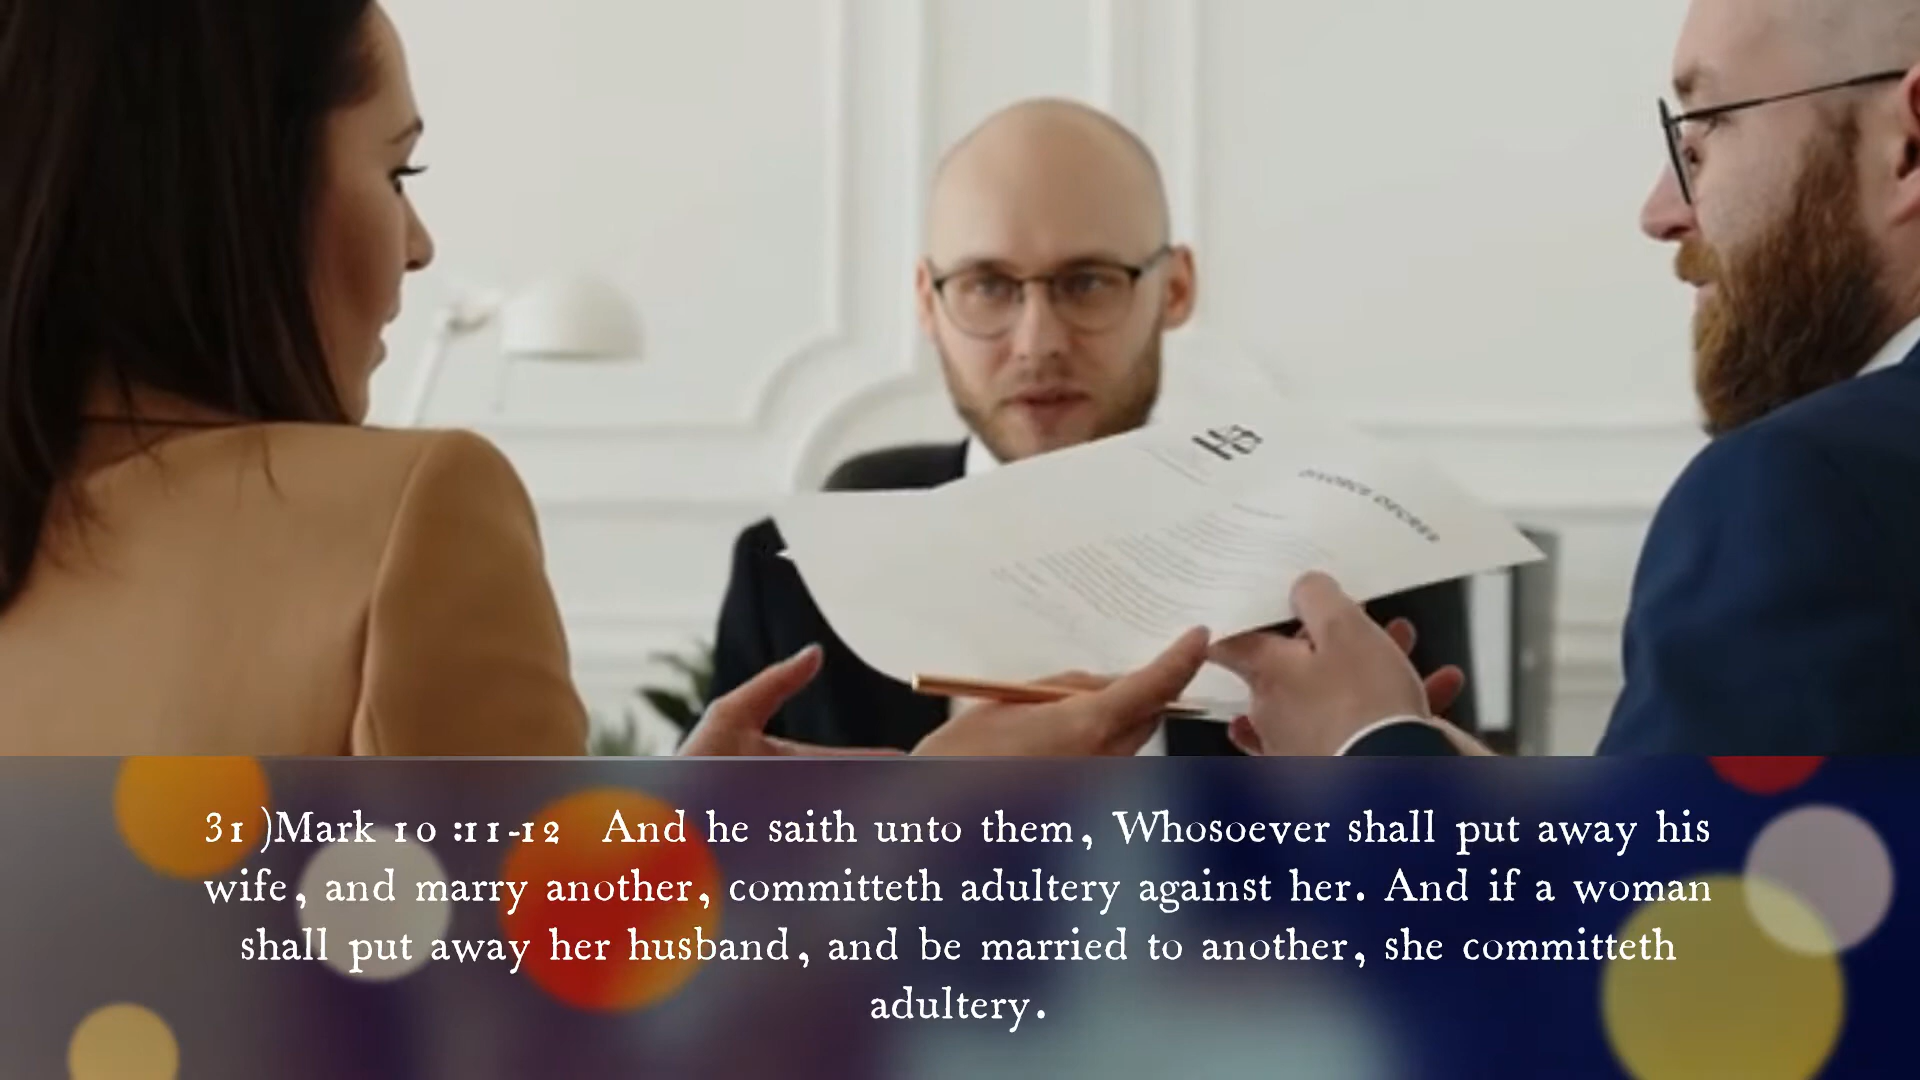 DIVORCE DECREE
31 )Mark 10 :11-12 And he saith unto them, Whosoever shall put away his
wife, and marry another, committeth adultery against her. And if a woman
shall put away her husband, and be married to another, she committeth
adultery.